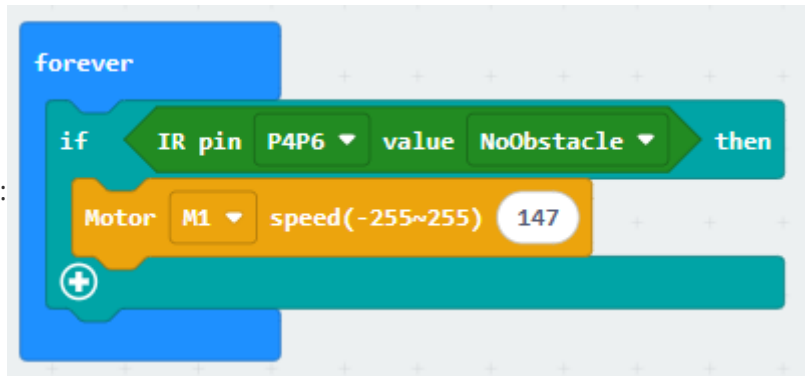 forever
if IR pin P4P6 value NoObstacle then
:
Motor M1 speed(-255~255) 147